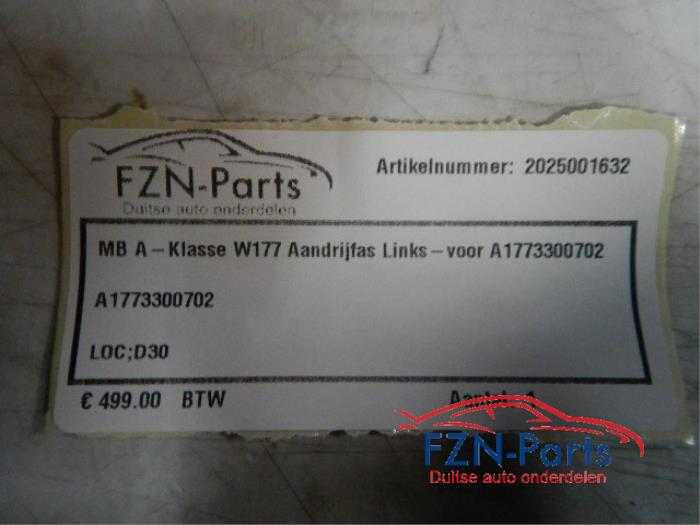 FZN-Parts
Duitse auto onderdelen
Artikelnummer: 2025001632
MB A-Klasse W177 Aandrijfas Links-voor A1773300702
A1773300702
LOC;D30
€ 499.00 BTW
FZN-Parts
Duitse auto onderdelen